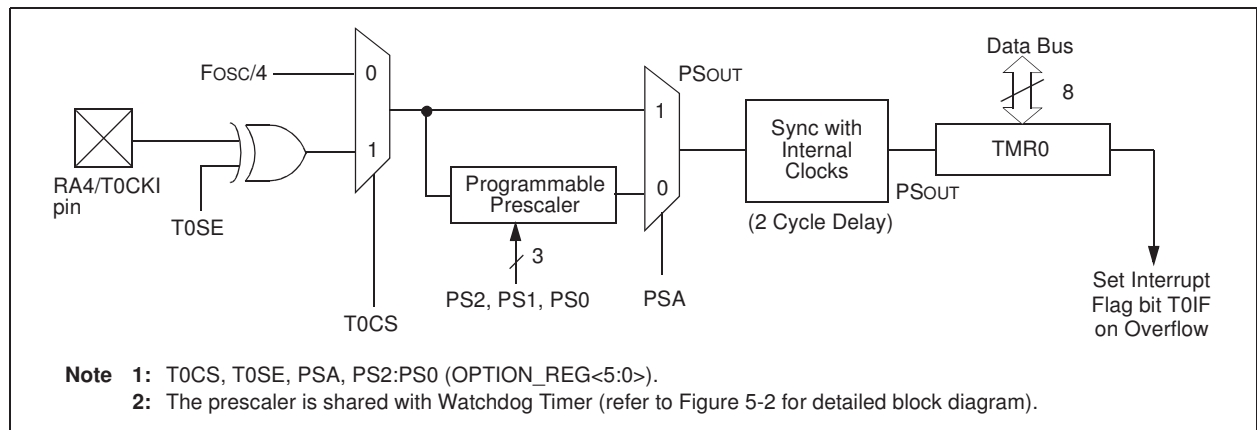 Data Bus
FOSC/4
0
PSOUT
8
1
1
Sync with
Internal
Clocks
TMR0
RA4/T0CKI
pin
Programmable
Prescaler
0
PSOUT
T0SE
(2 Cycle Delay)
3
PS2, PS1, PS0
PSA
T0CS
Set Interrupt
Flag bit T0IF
on Overflow
Note 1: T0CS, T0SE, PSA, PS2:PS0 (OPTION_REG<5:0>).
2: The prescaler is shared with Watchdog Timer (refer to Figure 5-2 for detailed block diagram).